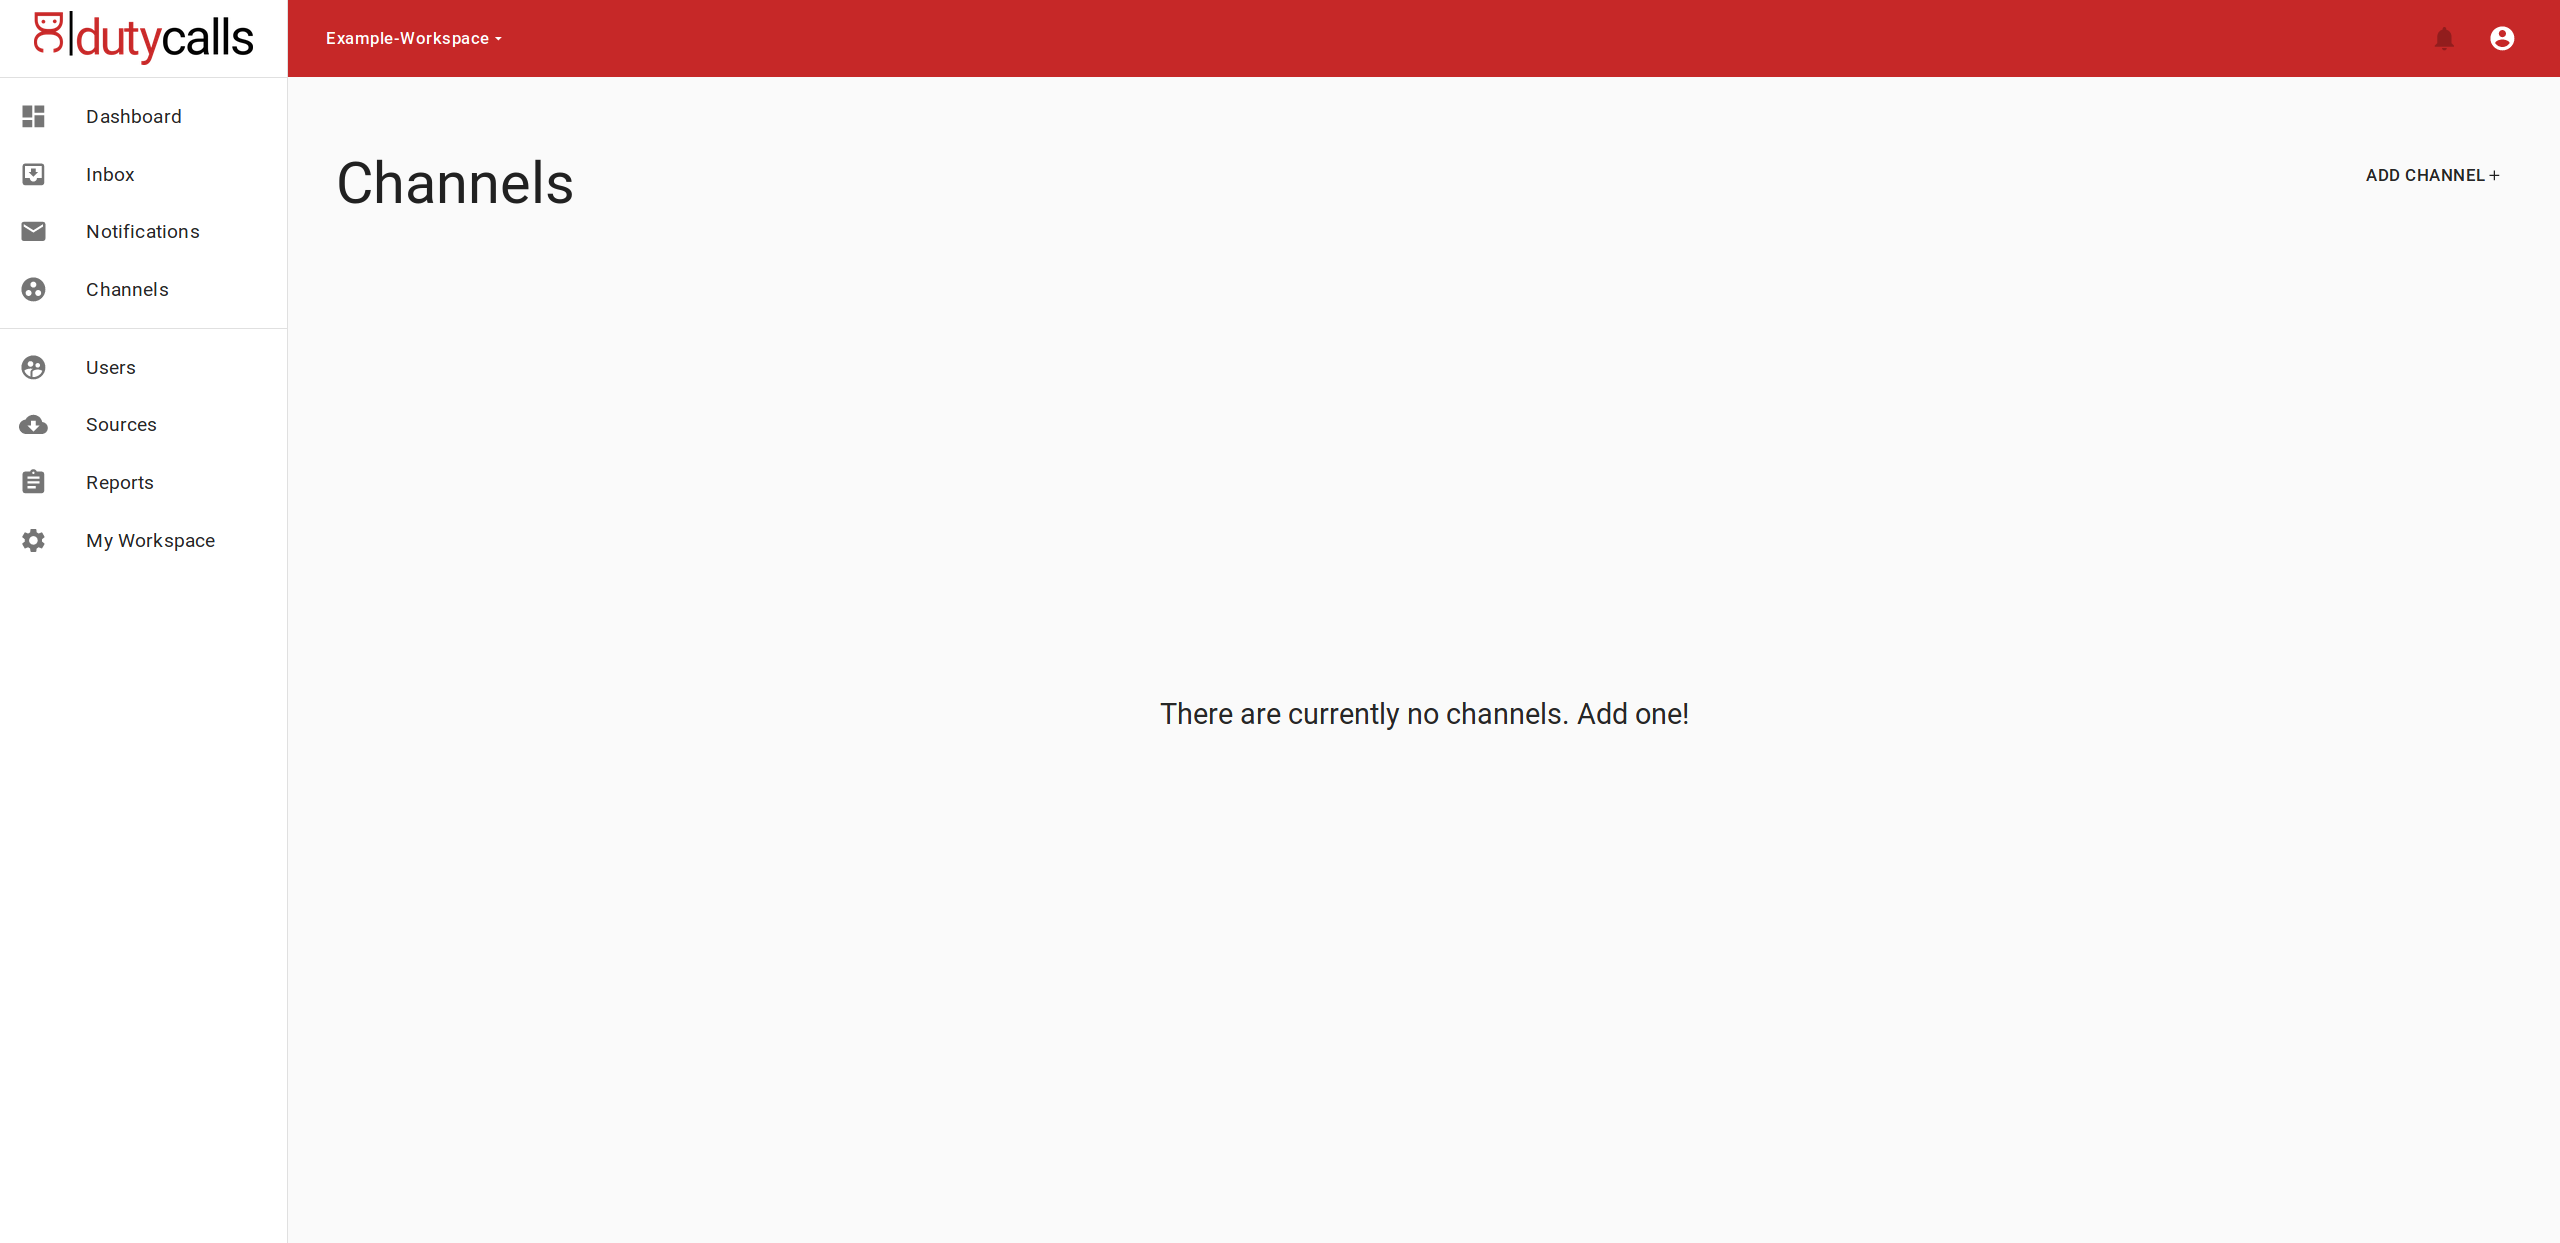 dutycalls
Example-Workspace
Dashboard
Inbox
Notifications
Channels
Users
Sources
Reports
My Workspace
Channels
ADD CHANNEL+
There are currently no channels. Add one!